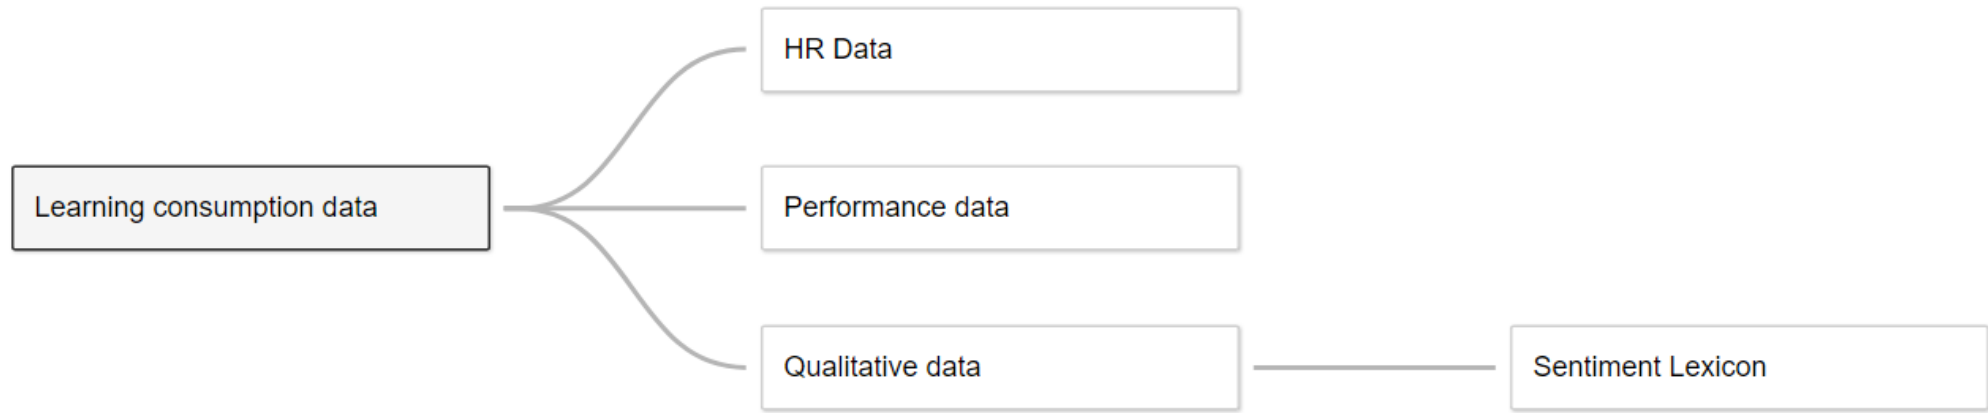 HR Data
Learning consumption data
Performance data
Qualitative data
Sentiment Lexicon